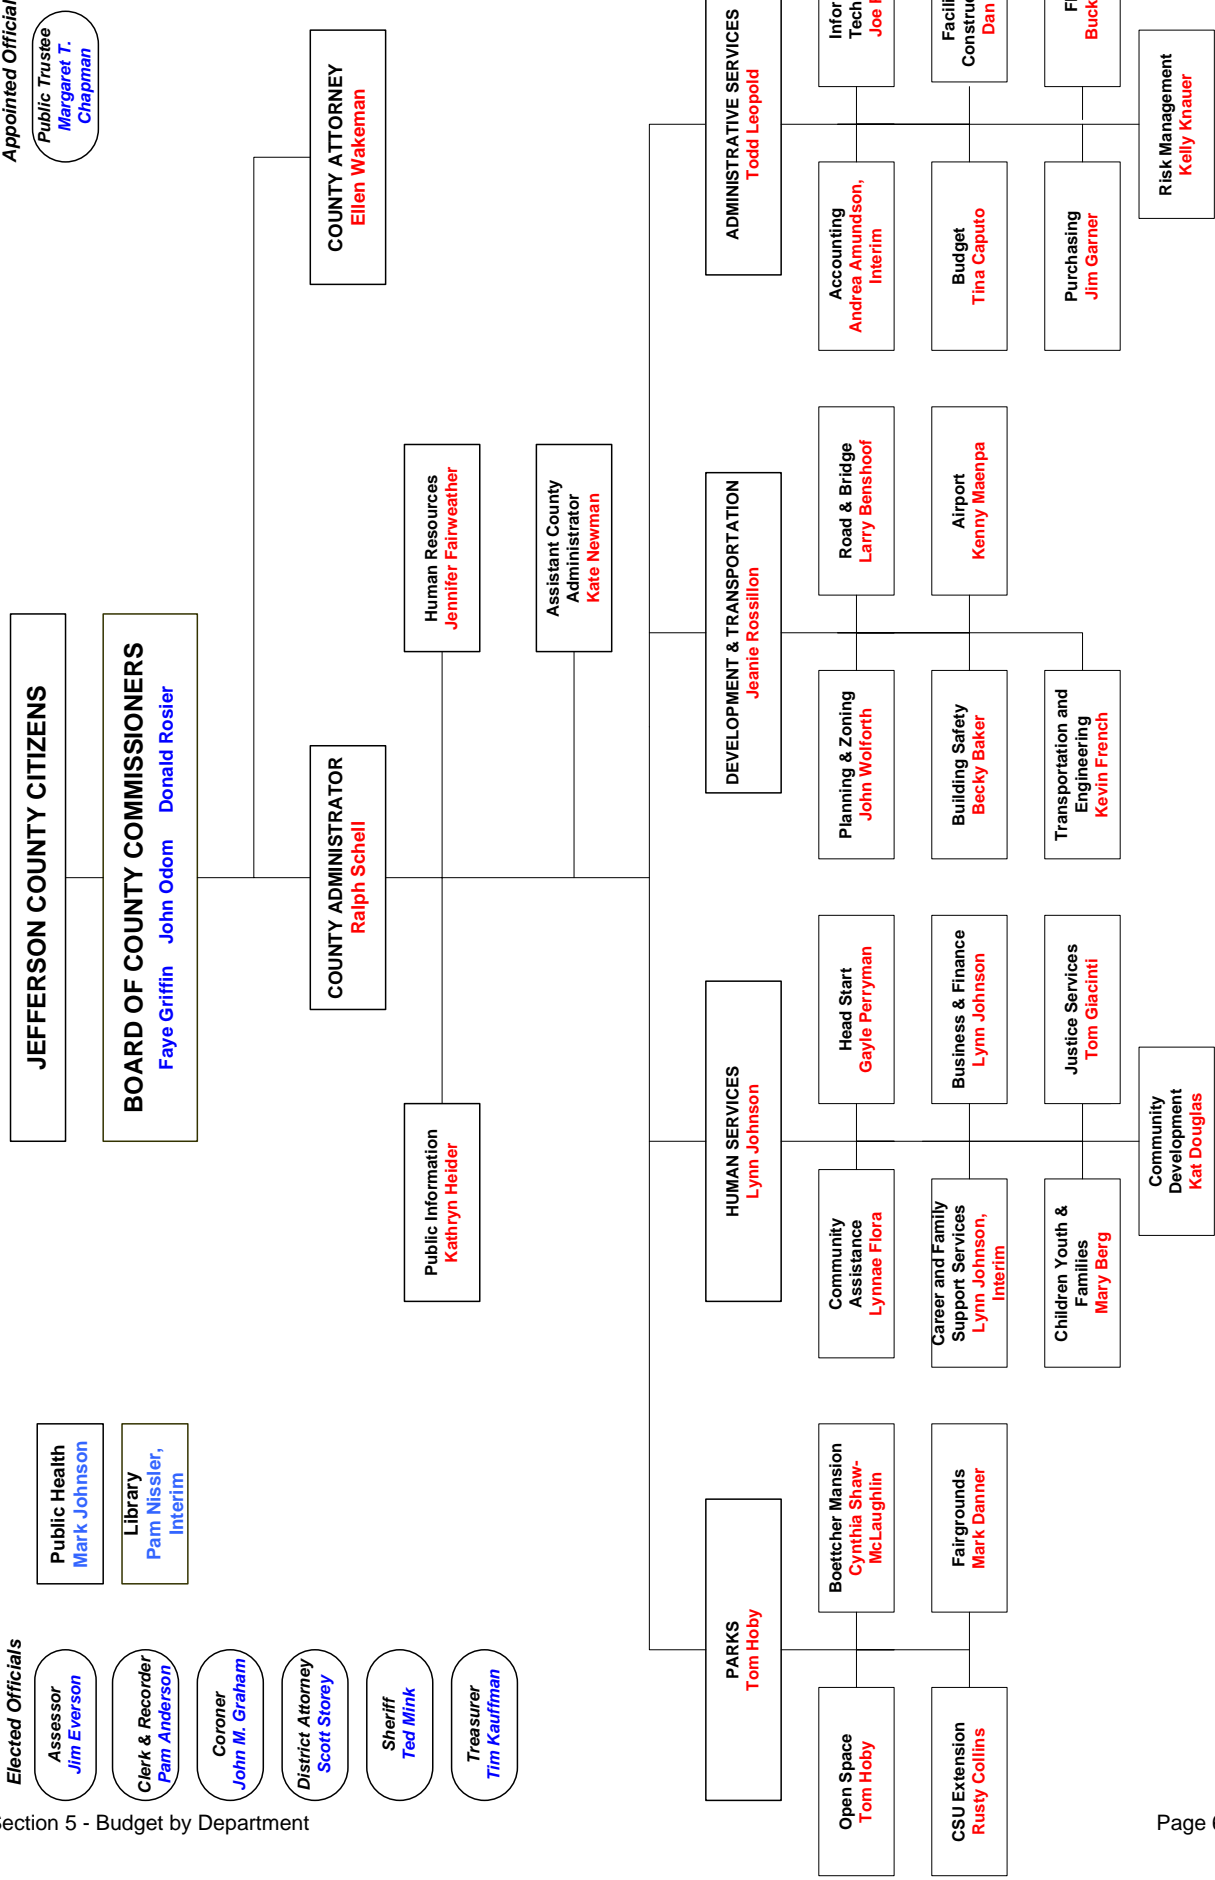 Elected Officials
Assessor
Jim Everson
Clerk & Recorder
Pam Anderson
Coroner
John M. Graham
District Attorney
Scott Storey
Sheriff
Ted Mink
Treasurer
Tim Kauffman
Public Health
Mark Johnson
Library
Pam Nissler,
Interim
JEFFERSON COUNTY CITIZENS
BOARD OF COUNTY COMMISSIONERS
Faye Griffin John Odom Donald Rosier
Appointed Official
Public Trustee
Margaret T.
Chapman
COUNTY ADMINISTRATOR
Ralph Schell
COUNTY ATTORNEY
Ellen Wakeman
Public Information
Kathryn Heider
Human Resources
Jennifer Fairweather
Assistant County
Administrator
Kate Newman
PARKS
Tom Hoby
Open Space
Tom Hoby
Boettcher Mansion
Cynthia Shaw-
McLaughlin
CSU Extension
Rusty Collins
Fairgrounds
Mark Danner
HUMAN SERVICES
Lynn Johnson
Community
Assistance
Lynnae Flora
Head Start
Gayle Perryman
Career and Family
Support Services
Lynn Johnson,
Interim
Business & Finance
Lynn Johnson
Children Youth &
Families
Mary Berg
Justice Services
Tom Giacinti
Community
Development
Kat Douglas
DEVELOPMENT & TRANSPORTATION
Jeanie Rossillon
Planning & Zoning
John Wolforth
Road & Bridge
Larry Benshoof
Building Safety
Becky Baker
Airport
Kenny Maenpa
Transportation and
Engineering
Kevin French
ADMINISTRATIVE SERVICES
Todd Leopold
Accounting
Andrea Amundson,
Interim
Joe
Budget
Tina Caputo
Dan
Purchasing
Jim Garner
Buck
Risk Management
Kelly Knauer
5 - Budget by Department
Page